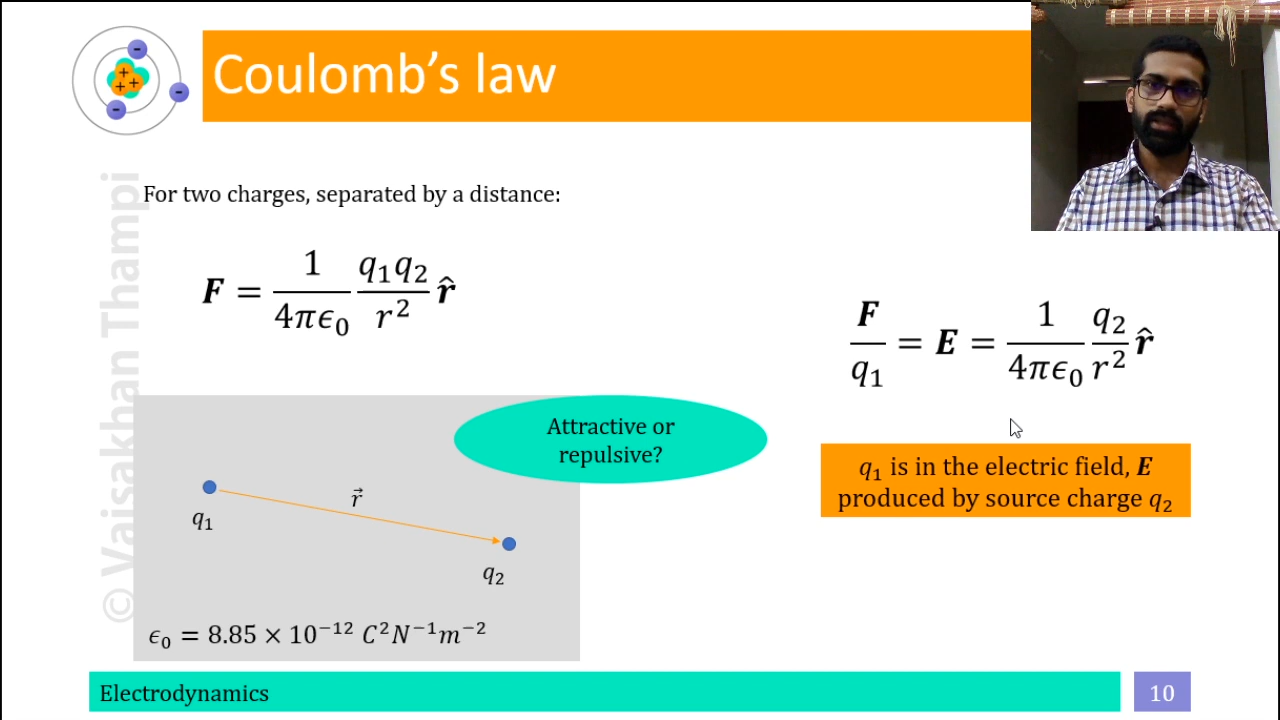 Coulomb's law
For two charges, separated by a distance:
F = 1/(4πϵ₀) q₁q₂/r² r̂
F/q₁ = E = 1/(4πϵ₀) q₂/r² r̂
Attractive or
repulsive?
q₁ is in the electric field, E
produced by source charge q₂
r⃗
q₁
q₂
ϵ₀ = 8.85 × 10⁻¹² C²N⁻¹m⁻²
© Vaisakhan Thampi
Electrodynamics
10